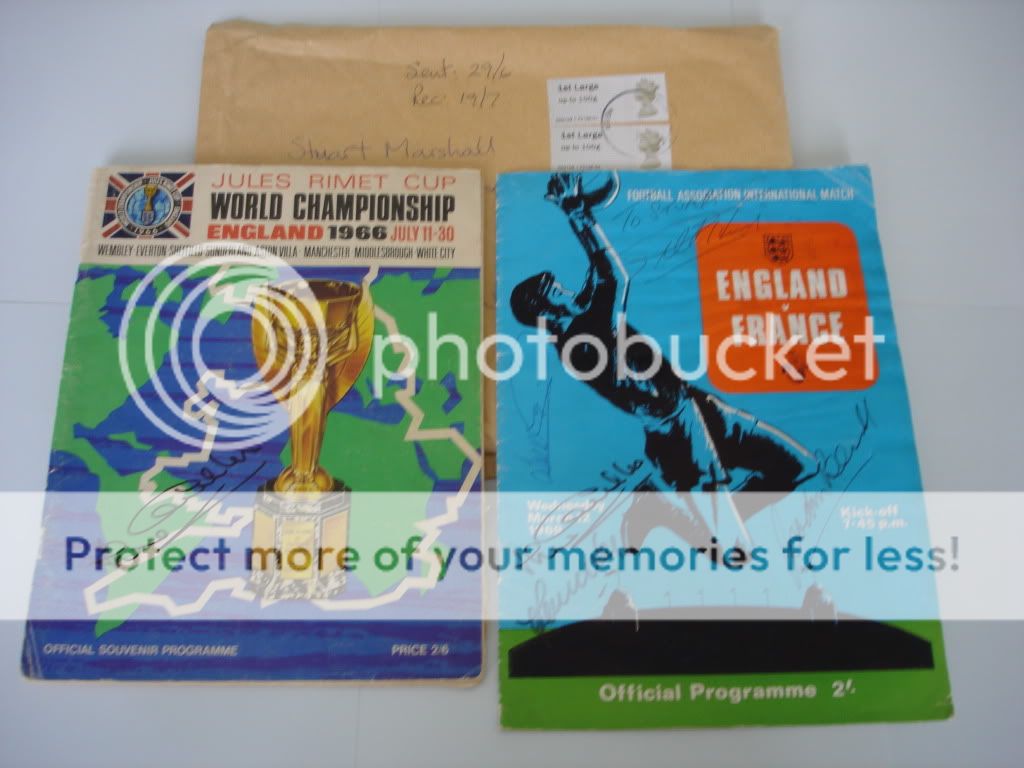 Sent: 29/6
Rec: 19/7
Stuart Marshall
1st Large
up to 100g
1st Large
up to 100g
JULES RIMET CUP
WORLD CHAMPIONSHIP
ENGLAND 1966 JULY 11-30
WEMBLEY EVERTON SHEFFIELD SUNDERLAND ASTON VILLA MANCHESTER MIDDLESBROUGH WHITE CITY
1966
OFFICIAL SOUVENIR PROGRAMME
PRICE 2/6
FOOTBALL ASSOCIATION INTERNATIONAL MATCH
ENGLAND
v
FRANCE
Wednesday
Kick-off
7-45 p.m.
Official Programme 2/-
photobucket
Protect more of your memories for less!